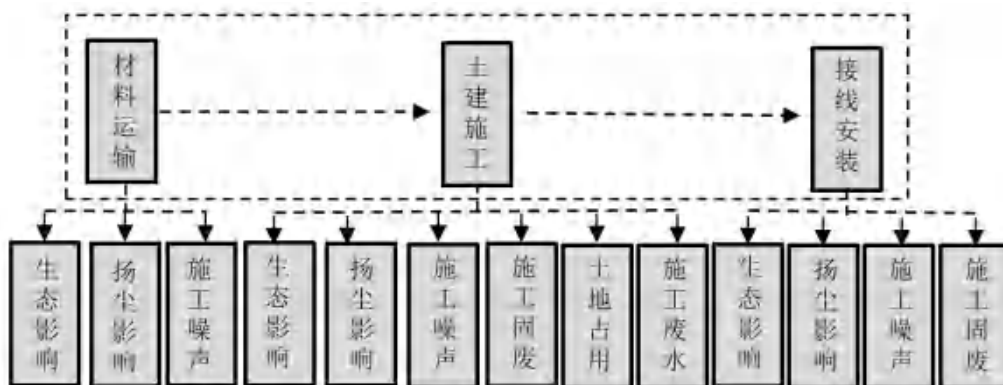 材料运输
土建施工
接线安装
生态影响
扬尘影响
施工噪声
生态影响
扬尘影响
施工噪声
施工固废
土地占用
施工废水
生态影响
扬尘影响
施工噪声
施工固废